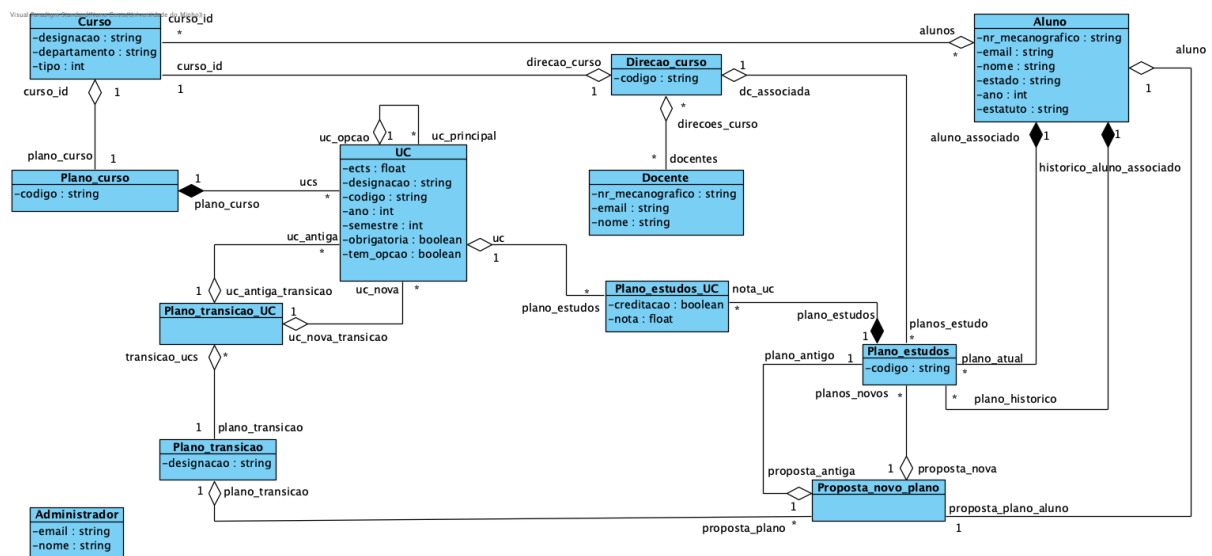 Curso
-designacao : string
-departamento : string
-tipo : int
curso_id
*
alunos
*
Aluno
-nr_mecanografico : string
-email : string
-nome : string
-estado : string
-ano : int
-estatuto : string
aluno
1
curso_id
1
direcao_curso
1
Direcao_curso
-codigo : string
1
dc_associada
curso_id
1
plano_curso
1
Plano_curso
-codigo : string
1
plano_curso
ucs
*
uc_opcao
1
*
uc_principal
UC
-ects : float
-designacao : string
-codigo : string
-ano : int
-semestre : int
-obrigatoria : boolean
-tem_opcao : boolean
*
direcoes_curso
*
docentes
Docente
-nr_mecanografico : string
-email : string
-nome : string
aluno_associado
1
1
historico_aluno_associado
uc_antiga
*
1
uc_antiga_transicao
uc
1
uc_nova
*
Plano_transicao_UC
1
uc_nova_transicao
*
plano_estudos
Plano_estudos_UC
-creditacao : boolean
-nota : float
nota_uc
*
plano_estudos
1
planos_estudo
*
Plano_estudos
-codigo : string
plano_atual
*
*
plano_historico
plano_antigo
1
planos_novos
*
transicao_ucs
*
1
plano_transicao
Plano_transicao
-designacao : string
1
plano_transicao
proposta_antiga
1
1
proposta_nova
Proposta_novo_plano
proposta_plano
*
proposta_plano_aluno
1
Administrador
-email : string
-nome : string